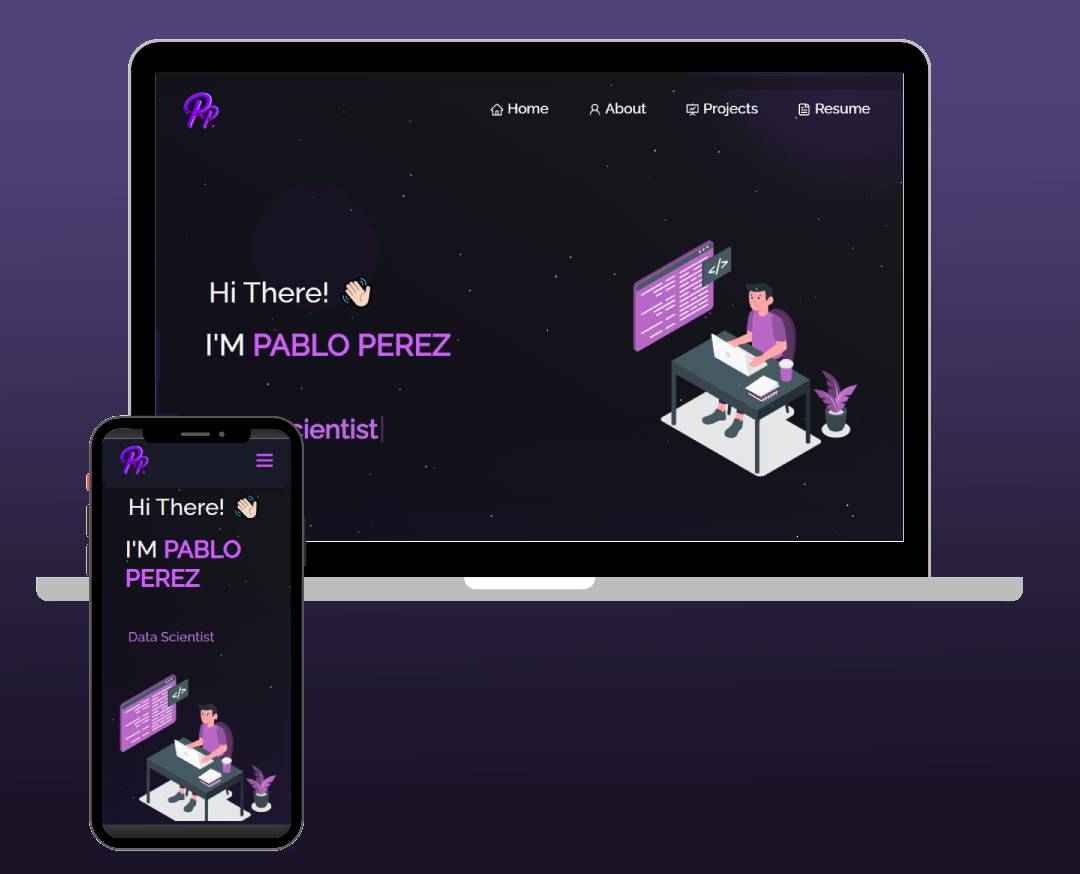 PP.
Home About Projects Resume
Hi There!
I'M PABLO PEREZ
cientist
PP.
Hi There!
I'M PABLO
PEREZ
Data Scientist
</>
</>